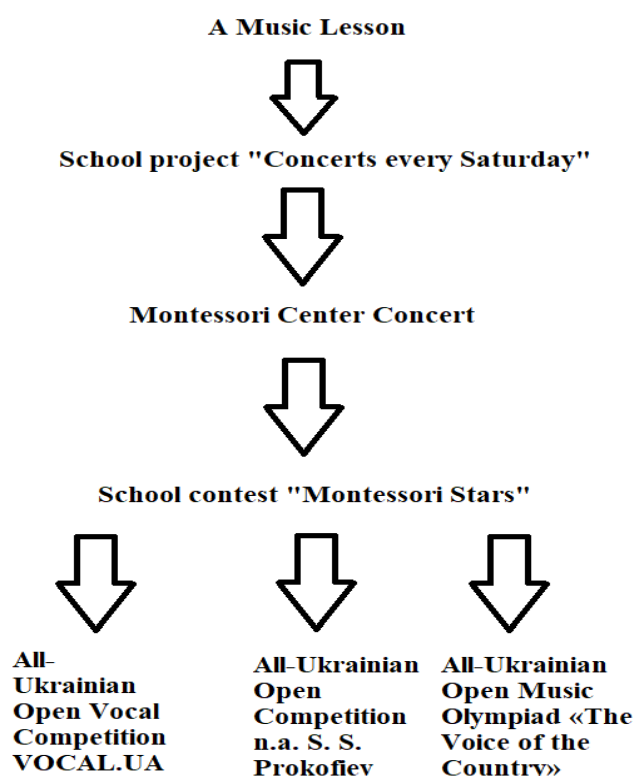 A Music Lesson
School project "Concerts every Saturday"
Montessori Center Concert
School contest "Montessori Stars"
All-
Ukrainian
Open Vocal
Competition
VOCAL.UA
All-Ukrainian
Open
Competition
n.a. S. S.
Prokofiev
All-Ukrainian
Open Music
Olympiad «The
Voice of the
Country»